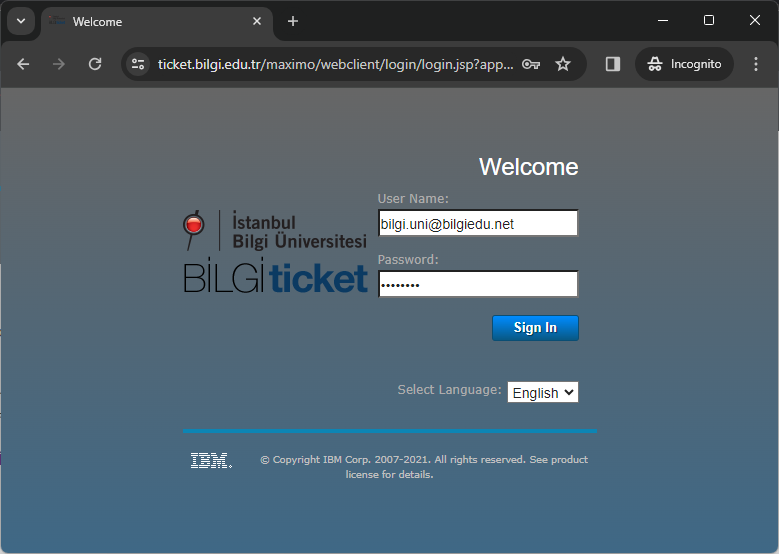 Welcome
ticket.bilgi.edu.tr/maximo/webclient/login/login.jsp?app...
Incognito
Welcome
User Name:
bilgi.uni@bilgiedu.net
İstanbul
Bilgi Üniversitesi
BİLGİticket
Password:
••••••••
Sign In
Select Language: English
IBM.
© Copyright IBM Corp. 2007-2021. All rights reserved. See product
license for details.